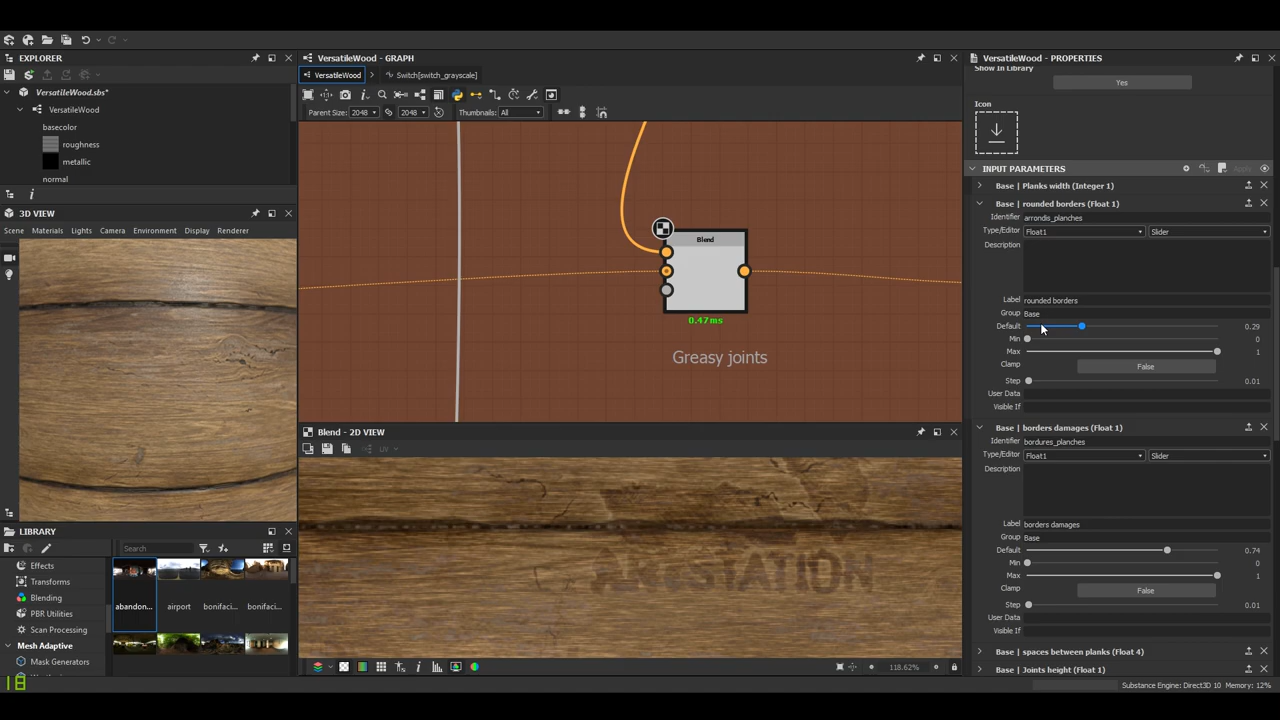 EXPLORER
VersatileWood.sbs*
VersatileWood
basecolor
roughness
metallic
normal
3D VIEW
Scene Materials Lights Camera Environment Display Renderer
LIBRARY
Search
Effects
Transforms
Blending
PBR Utilities
Scan Processing
Mesh Adaptive
Mask Generators
abandon...
airport
bonifaci...
bonifaci...
18
VersatileWood - GRAPH
VersatileWood
Switch[switch_grayscale]
Parent Size: 2048 2048 Thumbnails: All
Blend
0.47ms
Greasy joints
Blend - 2D VIEW
UV
118.62%
VersatileWood - PROPERTIES
Show In Library
Yes
Icon
INPUT PARAMETERS
Apply
Base | Planks width (Integer 1)
Base | rounded borders (Float 1)
Identifier arrondis_planches
Type/Editor Float1 Slider
Description
Label rounded borders
Group Base
Default 0.29
Min 0
Max 1
Clamp False
Step 0.01
User Data
Visible If
Base | borders damages (Float 1)
Identifier bordures_planches
Type/Editor Float1 Slider
Description
Label borders damages
Group Base
Default 0.74
Min 0
Max 1
Clamp False
Step 0.01
User Data
Visible If
Base | spaces between planks (Float 4)
Base | Joints height (Float 1)
Substance Engine: Direct3D 10 Memory: 12%